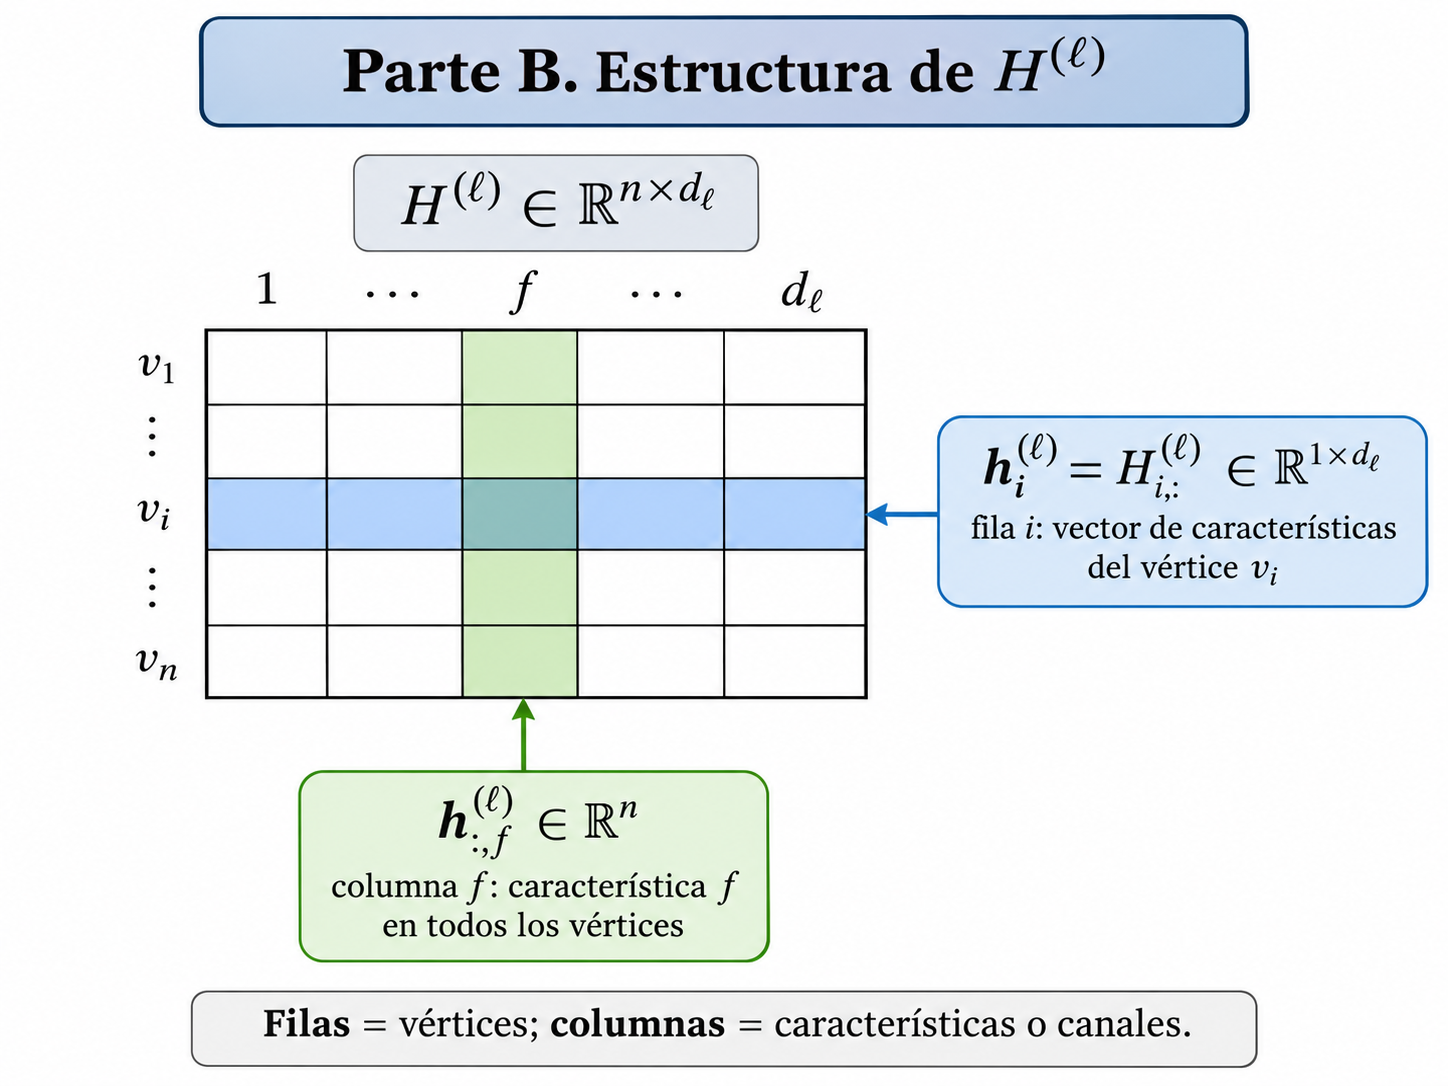 Parte B. Estructura de H^(ℓ)
H^(ℓ) ∈ ℝ^{n×d_ℓ}
1 ··· f ··· d_ℓ
v_1
⋮
v_i
⋮
v_n
h_i^(ℓ) = H_{i,:}^(ℓ) ∈ ℝ^{1×d_ℓ}
fila i: vector de características
del vértice v_i
h_{:,f}^(ℓ) ∈ ℝ^n
columna f: característica f
en todos los vértices
Filas = vértices; columnas = características o canales.